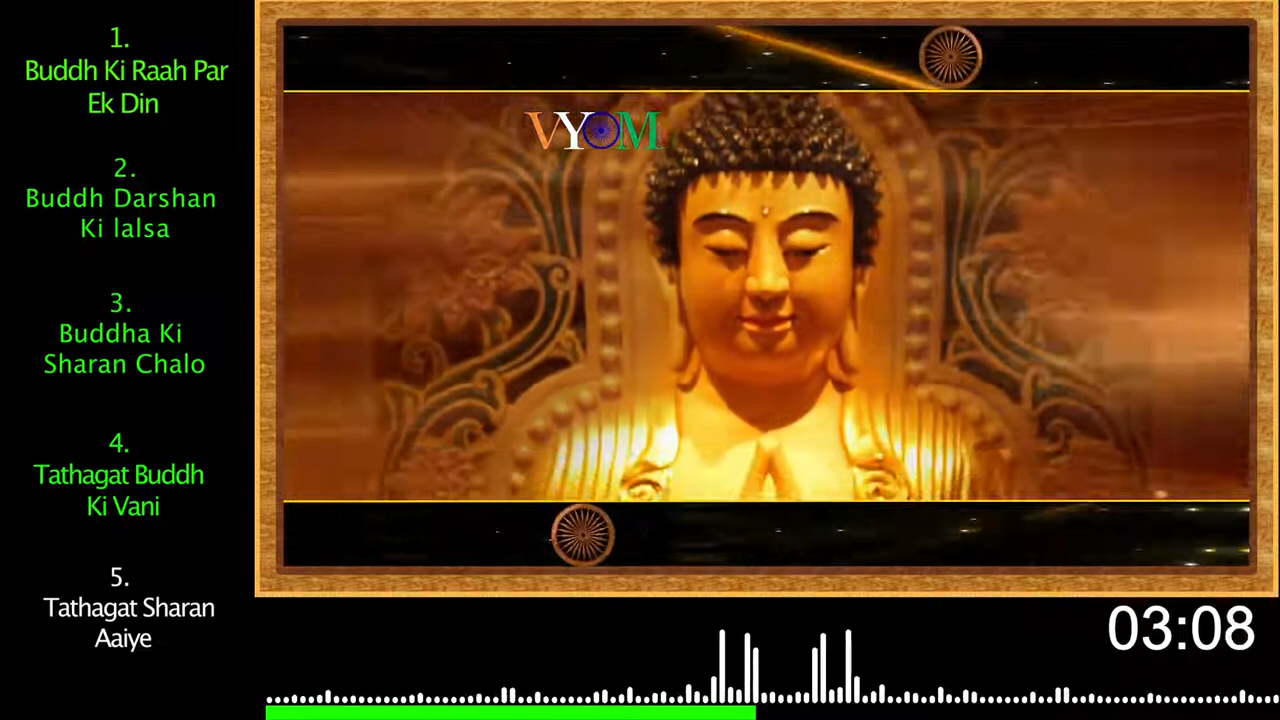 1.
Buddh Ki Raah Par
Ek Din
2.
Buddh Darshan
Ki lalsa
3.
Buddha Ki
Sharan Chalo
4.
Tathagat Buddh
Ki Vani
5.
Tathagat Sharan
Aaiye
VYOM
03:08